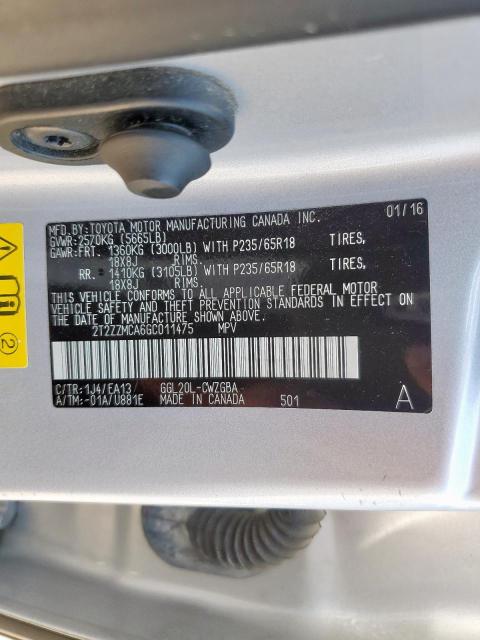 MFD.BY:TOYOTA MOTOR MANUFACTURING CANADA INC. 01/16
GVWR:2570KG (5665LB)
GAWR:FRT. 1360KG (3000LB) WITH P235/65R18 TIRES,
18X8J RIMS.
RR. 1410KG (3105LB) WITH P235/65R18 TIRES,
18X8J RIMS.
THIS VEHICLE CONFORMS TO ALL APPLICABLE FEDERAL MOTOR
VEHICLE SAFETY AND THEFT PREVENTION STANDARDS IN EFFECT
ON THE DATE OF MANUFACTURE SHOWN ABOVE.
2T2ZZMCA6GC011475 MPV
C/TR:1J4/EA13 GGL20L-CWZGBA
A/TM:-01A/U881E MADE IN CANADA 501 A
2